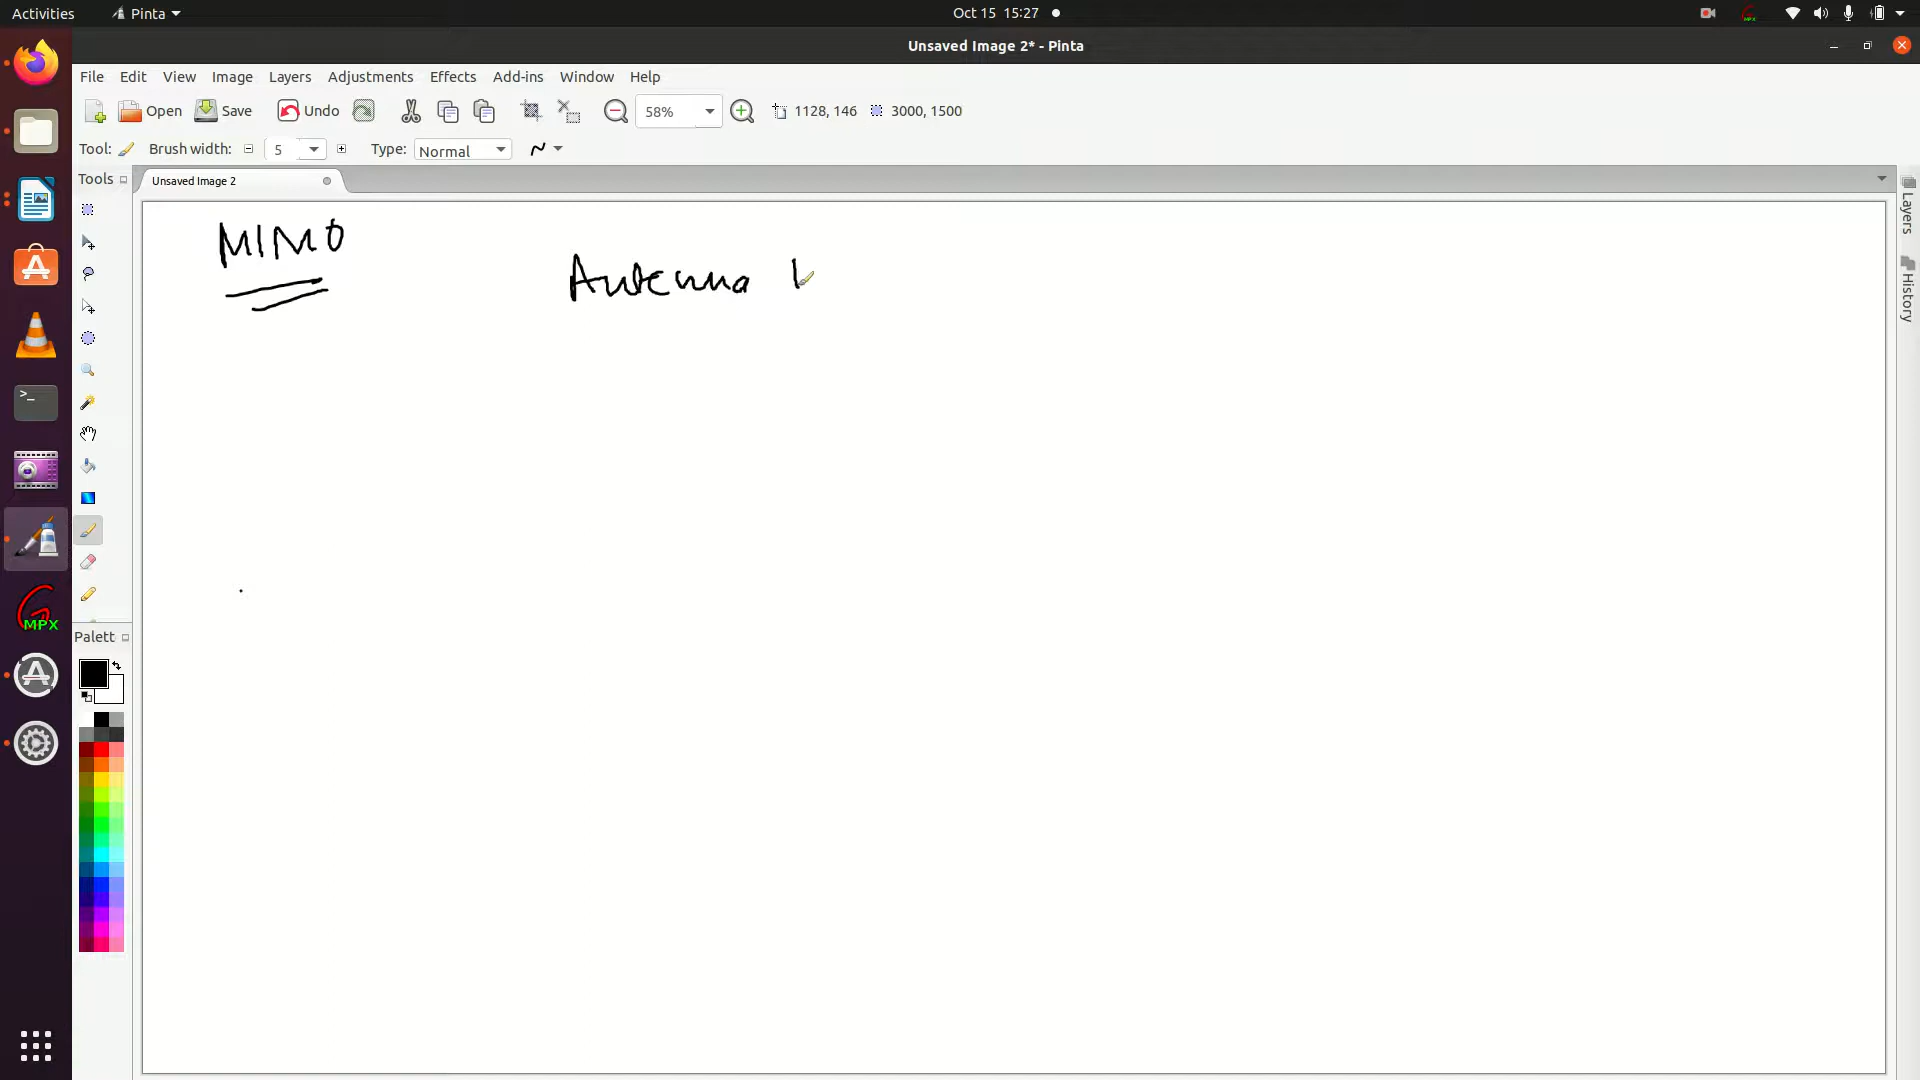 Activities Pinta Oct 15 15:27
Unsaved Image 2* - Pinta
File Edit View Image Layers Adjustments Effects Add-ins Window Help
Open Save Undo 58% 1128, 146 3000, 1500
Tool: Brush width: 5 Type: Normal
Tools Unsaved Image 2
Layers
History
MIMO
Antenna
MPX
Palett